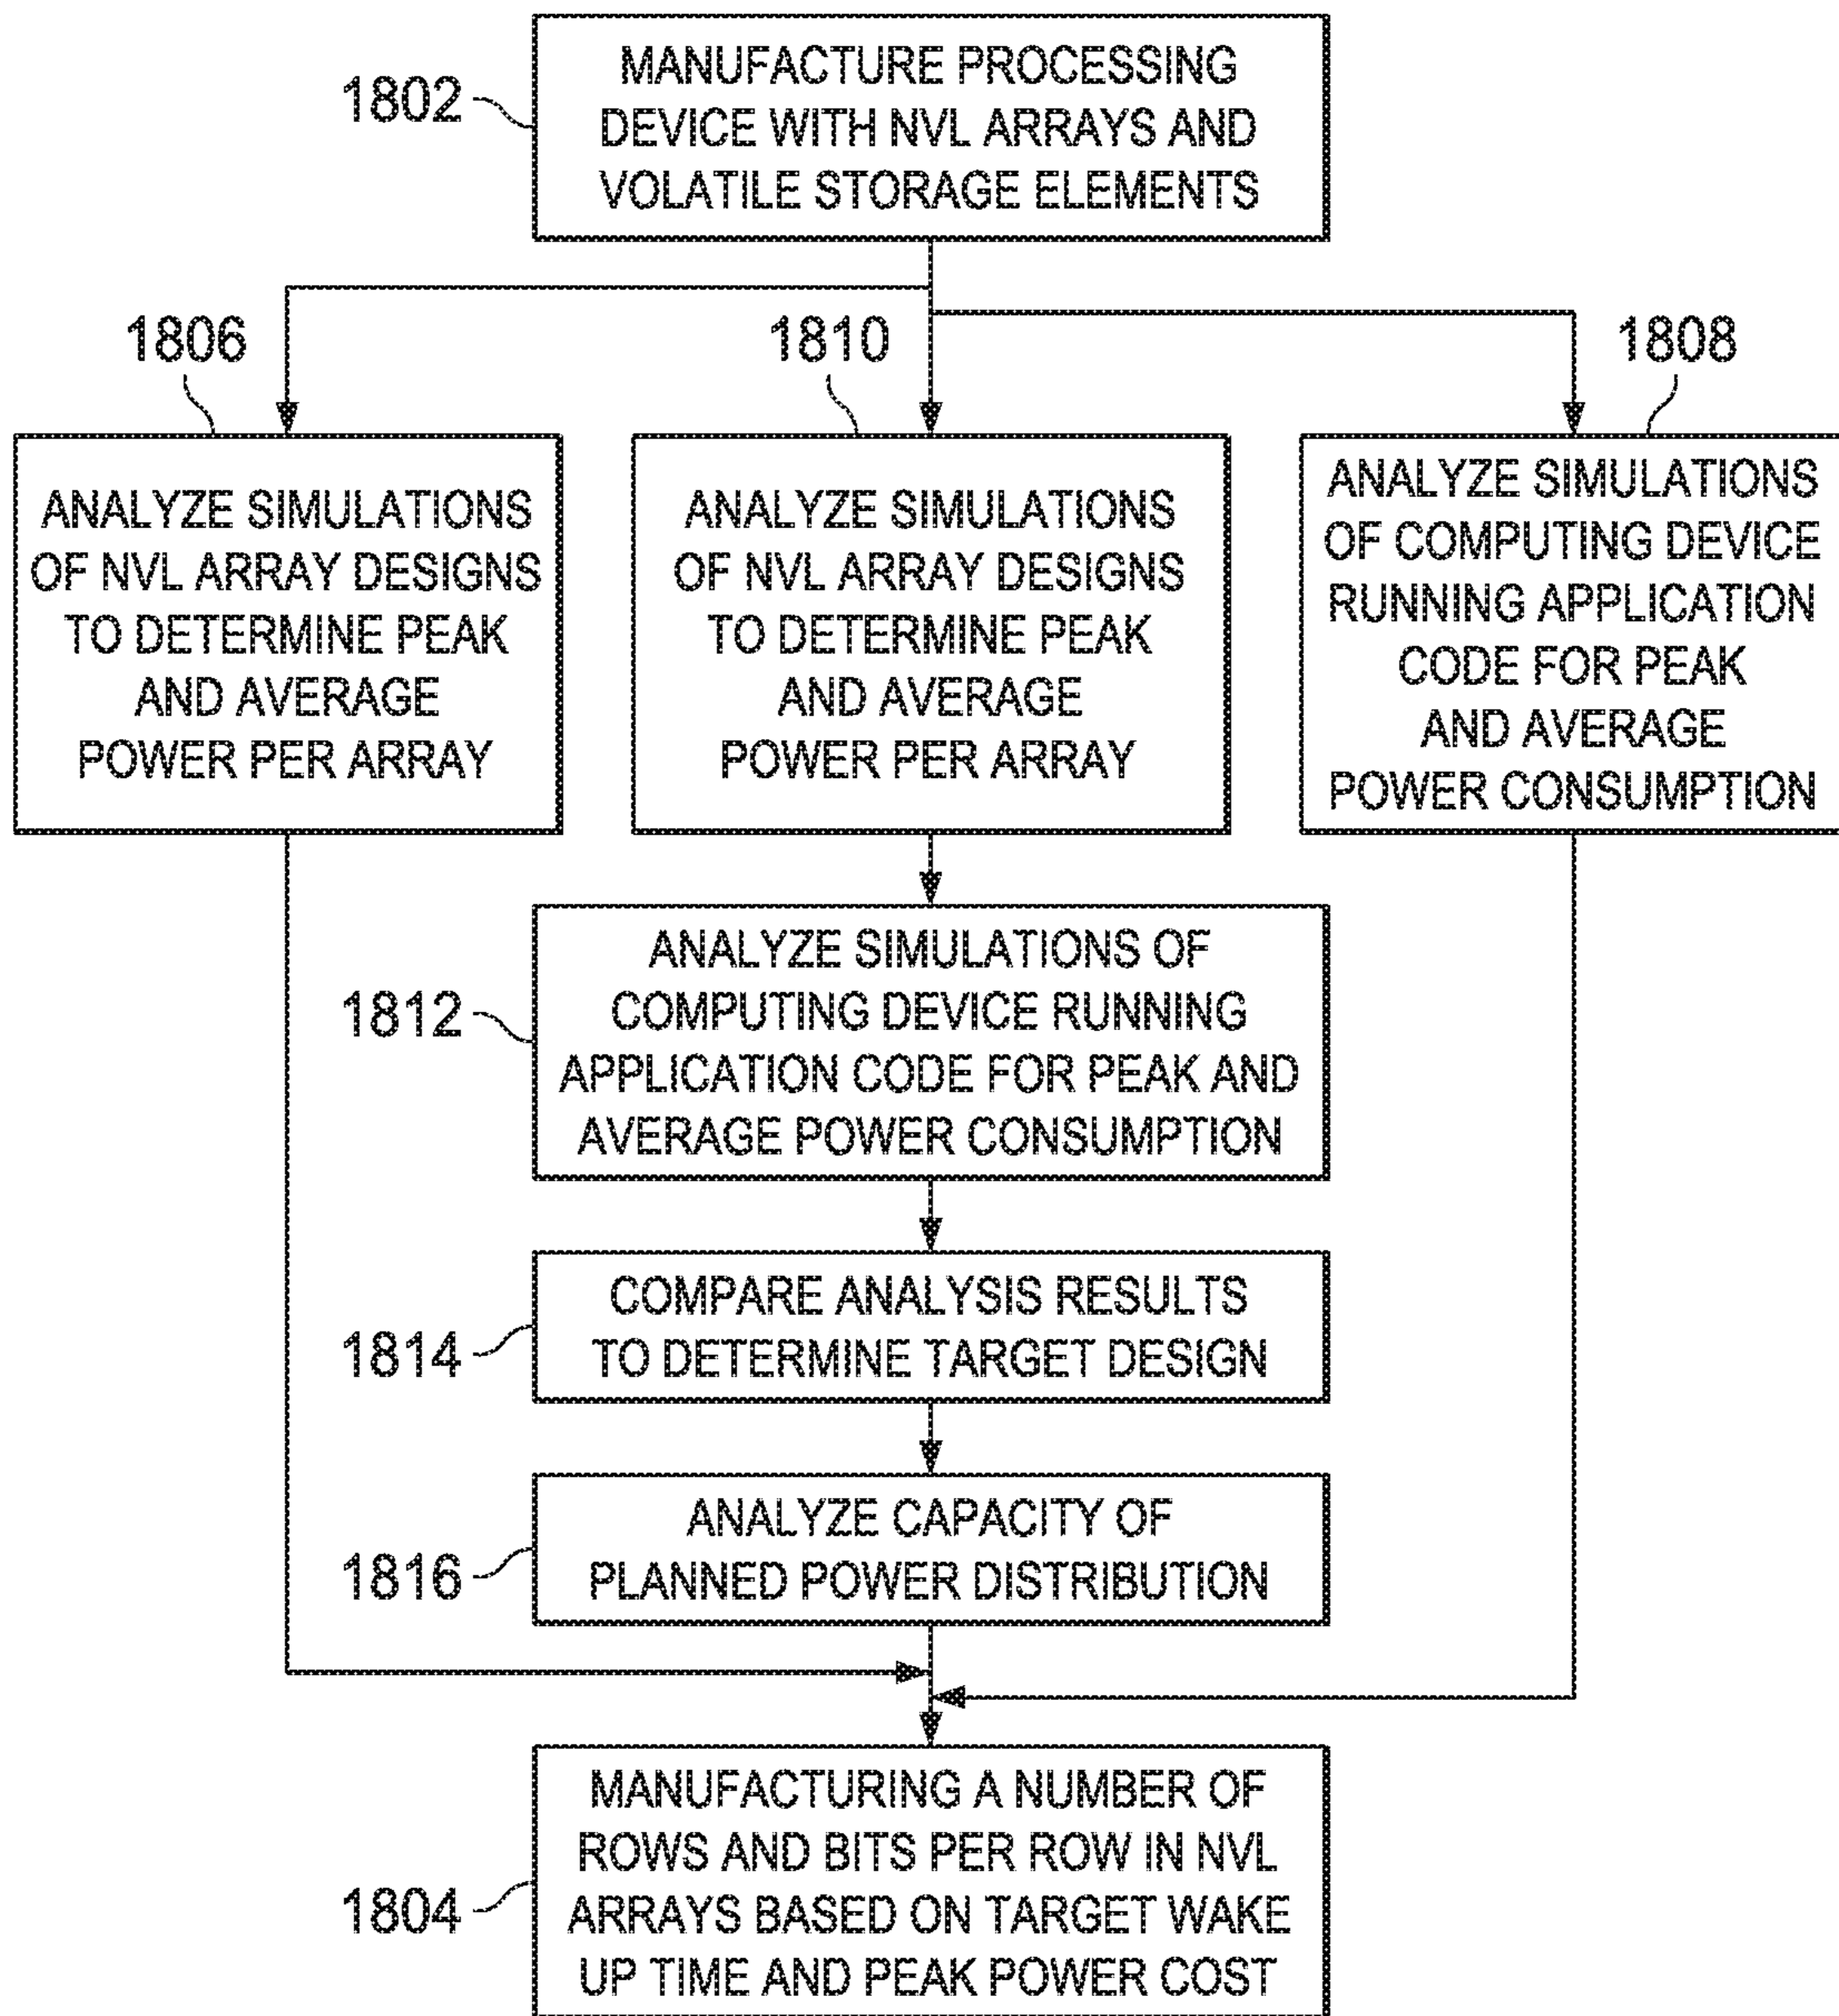 1802
MANUFACTURE PROCESSING
DEVICE WITH NVL ARRAYS AND
VOLATILE STORAGE ELEMENTS
1806
ANALYZE SIMULATIONS
OF NVL ARRAY DESIGNS
TO DETERMINE PEAK
AND AVERAGE
POWER PER ARRAY
1810
ANALYZE SIMULATIONS
OF NVL ARRAY DESIGNS
TO DETERMINE PEAK
AND AVERAGE
POWER PER ARRAY
1808
ANALYZE SIMULATIONS
OF COMPUTING DEVICE
RUNNING APPLICATION
CODE FOR PEAK
AND AVERAGE
POWER CONSUMPTION
1812
ANALYZE SIMULATIONS OF
COMPUTING DEVICE RUNNING
APPLICATION CODE FOR PEAK AND
AVERAGE POWER CONSUMPTION
1814
COMPARE ANALYSIS RESULTS
TO DETERMINE TARGET DESIGN
1816
ANALYZE CAPACITY OF
PLANNED POWER DISTRIBUTION
1804
MANUFACTURING A NUMBER OF
ROWS AND BITS PER ROW IN NVL
ARRAYS BASED ON TARGET WAKE
UP TIME AND PEAK POWER COST